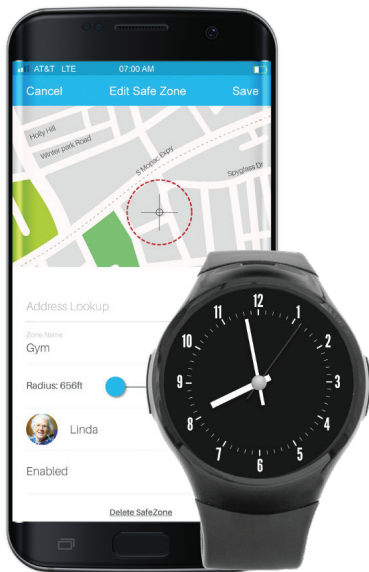 AT&T LTE 07:00 AM
Cancel Edit Safe Zone Save
Holly Hill
Winter park Road
S Mopac Expy
Spyglass Dr
Address Lookup
Zone Name
Gym
Radius: 656ft
Linda
Enabled
Delete SafeZone
12
1
2
3
4
5
6
7
8
9
10
11